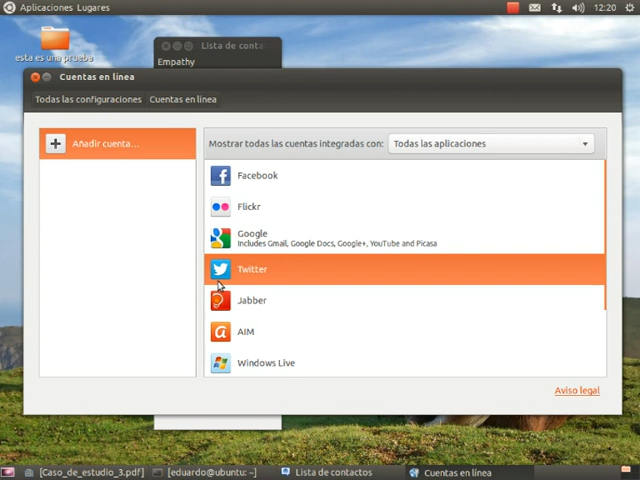 Aplicaciones Lugares
12:20
esta es una prueba
Lista de conta
Empathy
Cuentas en línea
Todas las configuraciones Cuentas en línea
Añadir cuenta...
Mostrar todas las cuentas integradas con: Todas las aplicaciones
Facebook
Flickr
Google
Includes Gmail, Google Docs, Google+, YouTube and Picasa
Twitter
Jabber
AIM
Windows Live
Aviso legal
[Caso_de_estudio_3.pdf] [eduardo@ubuntu: ~] Lista de contactos Cuentas en línea